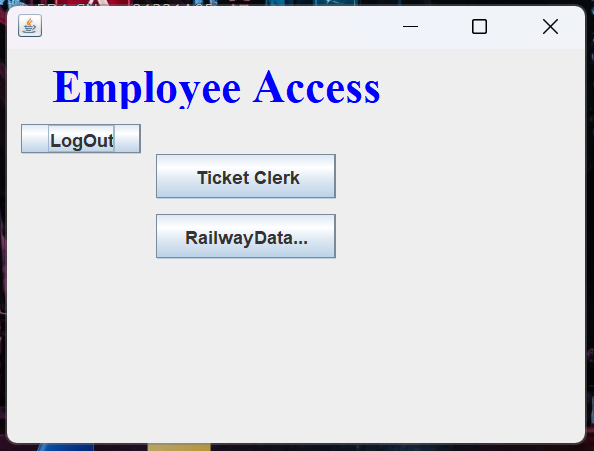 Employee Access
LogOut
Ticket Clerk
RailwayData...